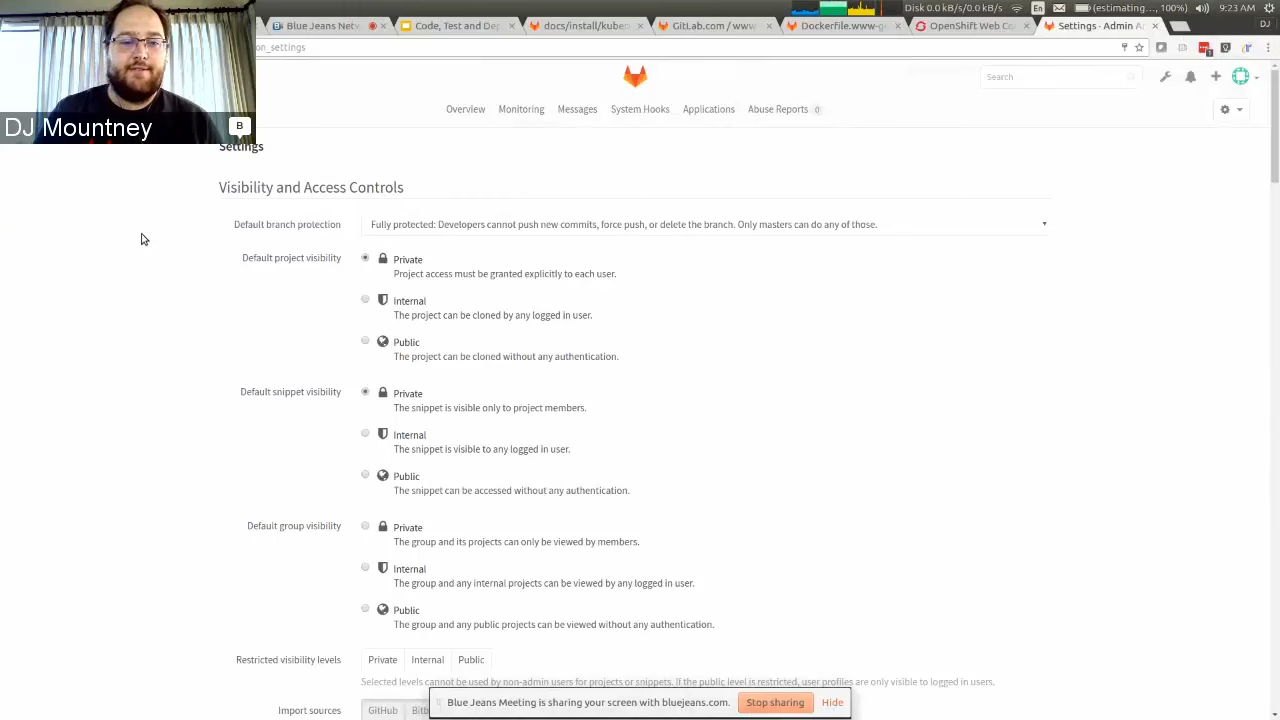 Disk 0.0 kB/s 0.0 kB/s
En
(estimating..., 100%)
9:23 AM
Blue Jeans Net
Code, Test and Dep
docs/install/kubern
GitLab.com / www
Dockerfile.www-g
OpenShift Web Co
Settings - Admin Ar
DJ
on_settings
Search
Overview
Monitoring
Messages
System Hooks
Applications
Abuse Reports 0
DJ Mountney
B
Settings
Visibility and Access Controls
Default branch protection
Fully protected: Developers cannot push new commits, force push, or delete the branch. Only masters can do any of those.
Default project visibility
Private
Project access must be granted explicitly to each user.
Internal
The project can be cloned by any logged in user.
Public
The project can be cloned without any authentication.
Default snippet visibility
Private
The snippet is visible only to project members.
Internal
The snippet is visible to any logged in user.
Public
The snippet can be accessed without any authentication.
Default group visibility
Private
The group and its projects can only be viewed by members.
Internal
The group and any internal projects can be viewed by any logged in user.
Public
The group and any public projects can be viewed without any authentication.
Restricted visibility levels
Private Internal Public
Selected levels cannot be used by non-admin users for projects or snippets. If the public level is restricted, user profiles are only visible to logged in users.
Blue Jeans Meeting is sharing your screen with bluejeans.com.
Stop sharing
Hide
Import sources
GitHub
Bitb